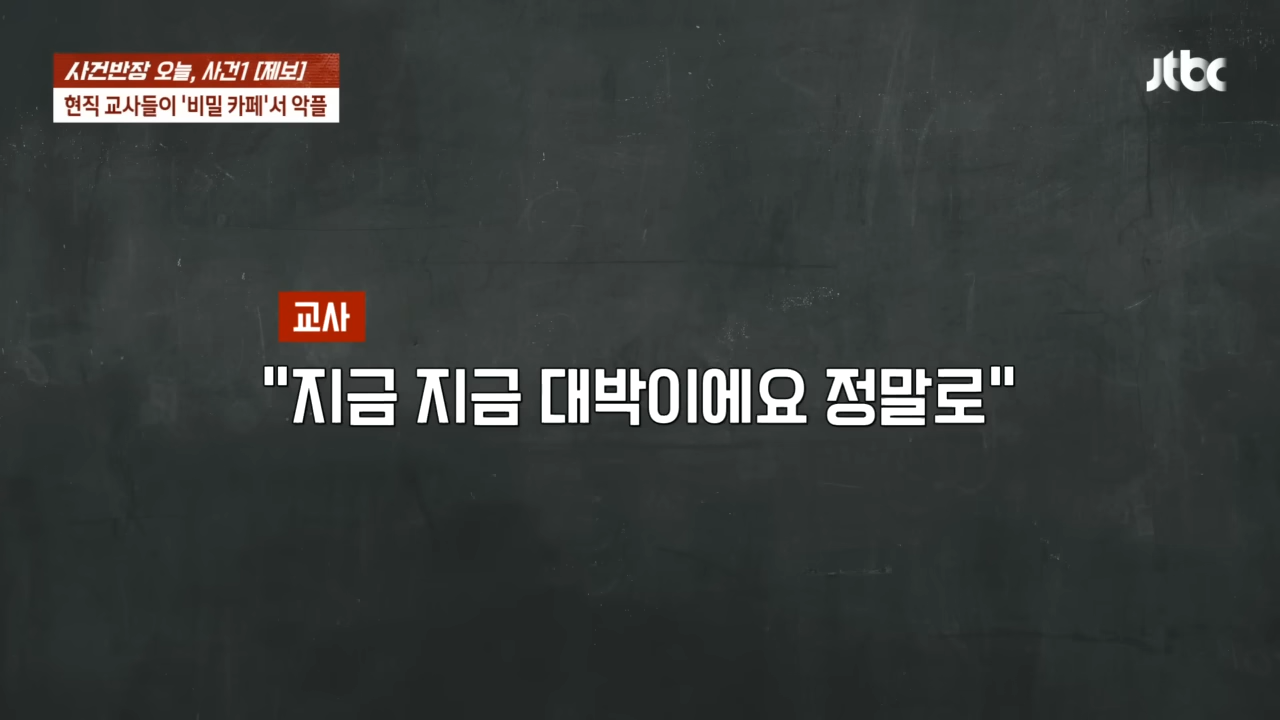 사건반장 오늘, 사건1 [제보]
현직 교사들이 '비밀 카페'서 악플
jtbc
교사
"지금 지금 대박이에요 정말로"